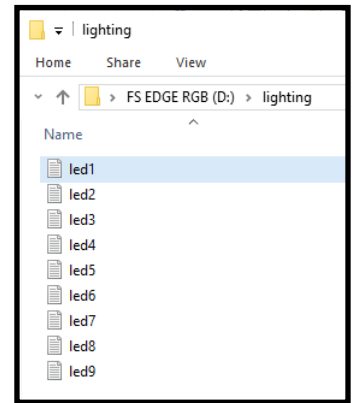 lighting
Home Share View
FS EDGE RGB (D:) > lighting
Name
led1
led2
led3
led4
led5
led6
led7
led8
led9